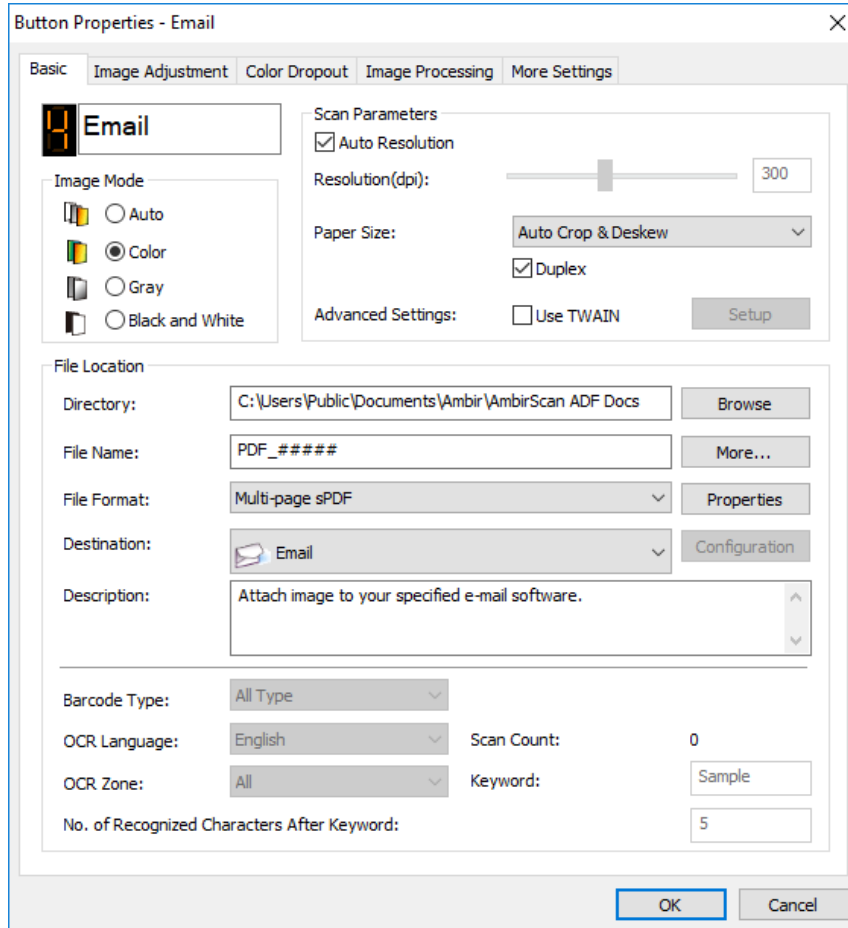 Button Properties - Email
Basic Image Adjustment Color Dropout Image Processing More Settings
4 Email
Image Mode
Auto
Color
Gray
Black and White
Scan Parameters
Auto Resolution
Resolution(dpi): 300
Paper Size: Auto Crop & Deskew
Duplex
Advanced Settings: Use TWAIN Setup
File Location
Directory: C:\Users\Public\Documents\Ambir\AmbirScan ADF Docs Browse
File Name: PDF_##### More...
File Format: Multi-page sPDF Properties
Destination: Email Configuration
Description: Attach image to your specified e-mail software.
Barcode Type: All Type
OCR Language: English Scan Count: 0
OCR Zone: All Keyword: Sample
No. of Recognized Characters After Keyword: 5
OK Cancel